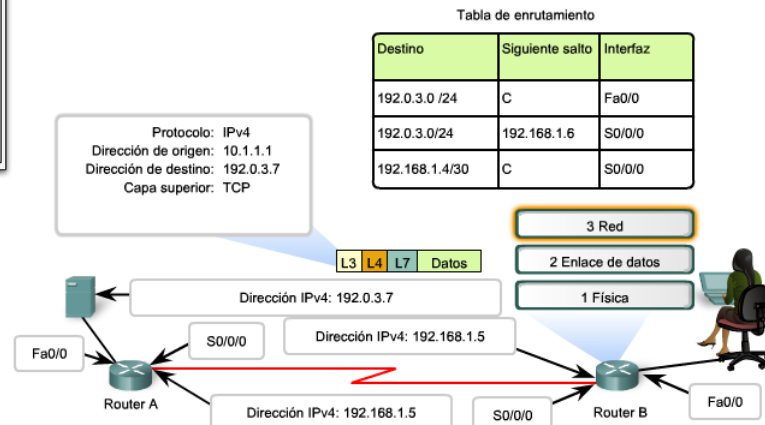 Tabla de enrutamiento
Destino Siguiente salto Interfaz
192.0.3.0 /24 C Fa0/0
192.0.3.0/24 192.168.1.6 S0/0/0
192.168.1.4/30 C S0/0/0
Protocolo: IPv4
Dirección de origen: 10.1.1.1
Dirección de destino: 192.0.3.7
Capa superior: TCP
L3 L4 L7 Datos
3 Red
2 Enlace de datos
1 Física
Dirección IPv4: 192.0.3.7
Fa0/0
S0/0/0
Dirección IPv4: 192.168.1.5
Router A
Dirección IPv4: 192.168.1.5
S0/0/0
Router B
Fa0/0